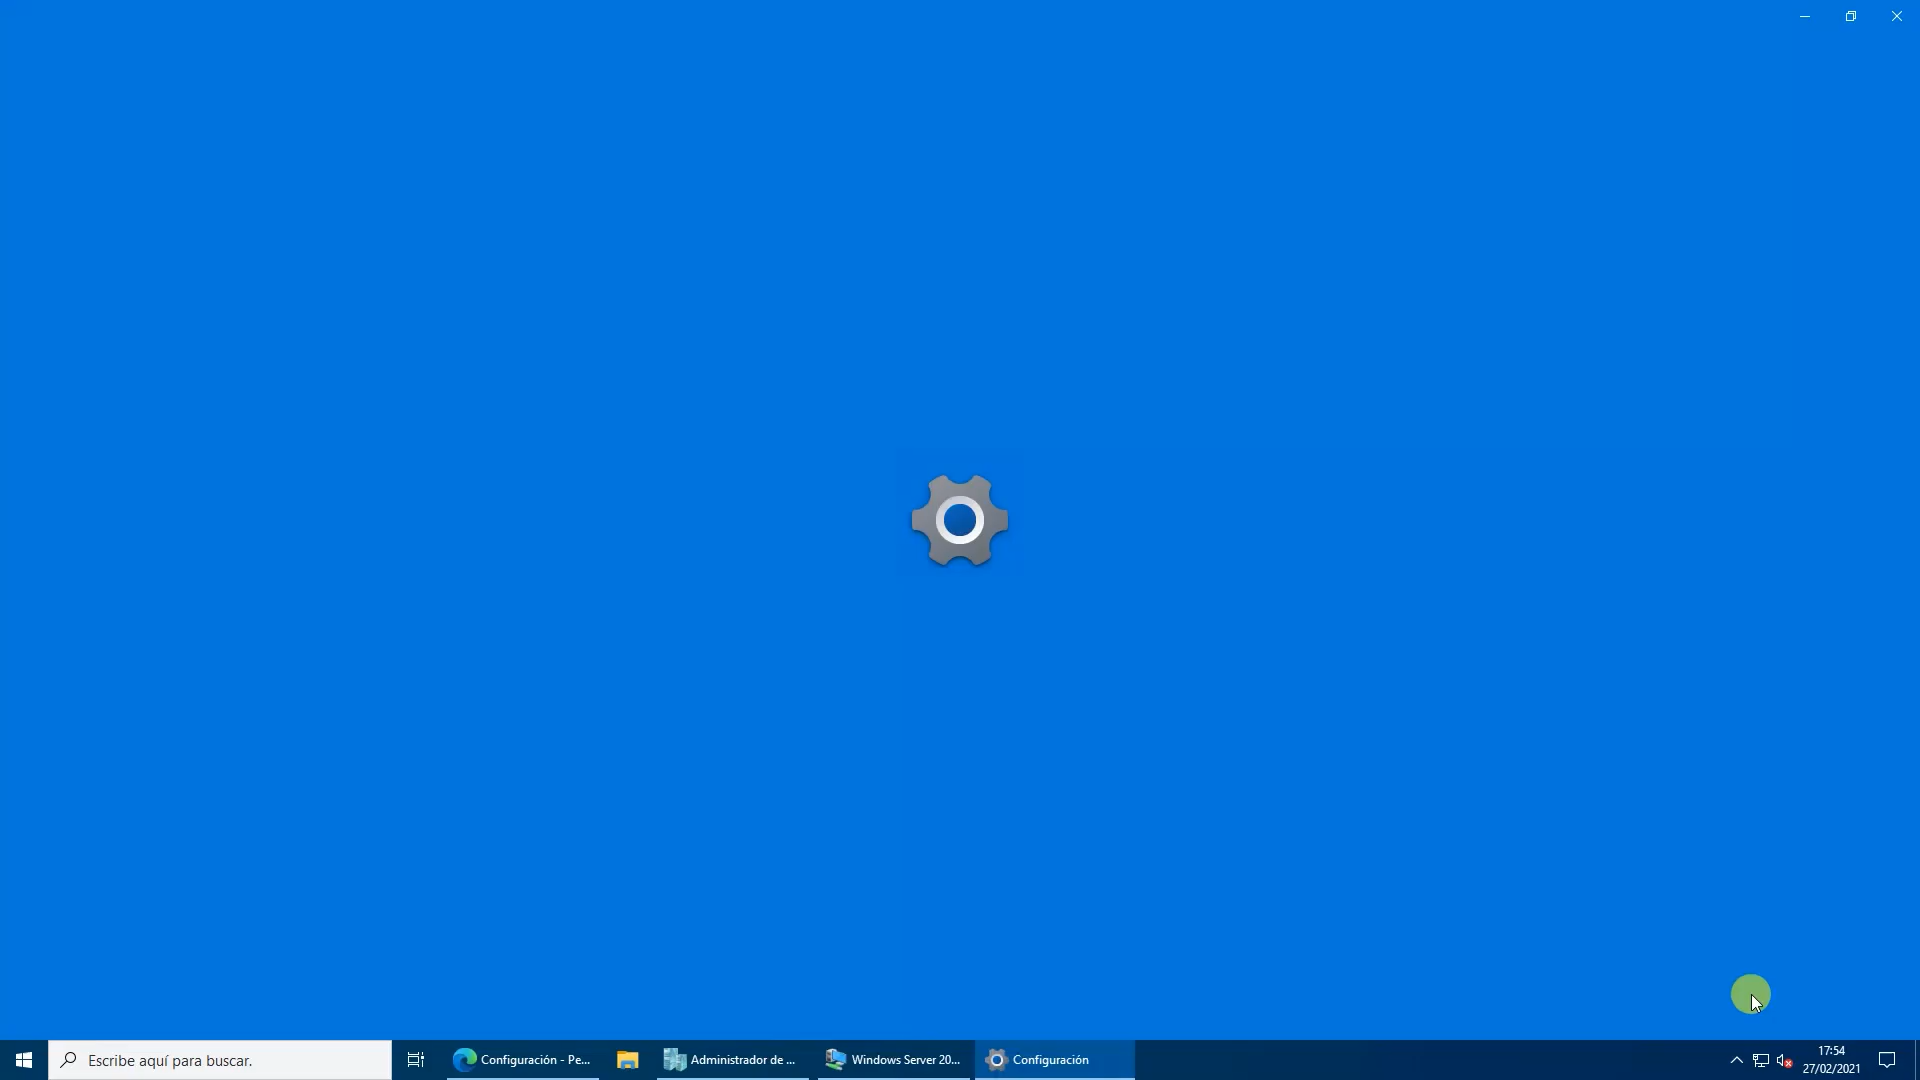 Escribe aquí para buscar.
Configuración - Pe...
Administrador de ...
Windows Server 20...
Configuración
17:54
27/02/2021